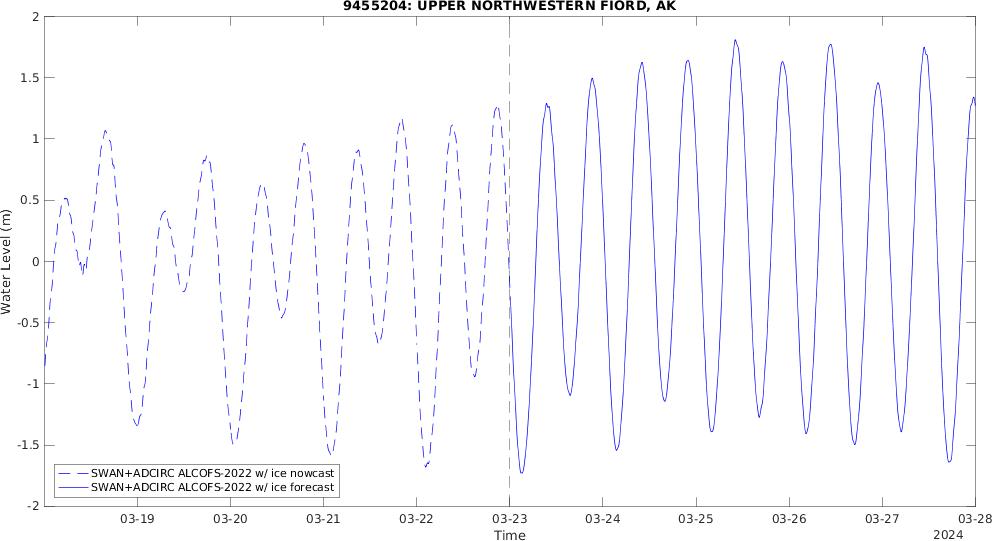 9455204: UPPER NORTHWESTERN FIORD, AK
2
1.5
1
0.5
0
-0.5
-1
-1.5
-2
Water Level (m)
SWAN+ADCIRC ALCOFS-2022 w/ ice nowcast
SWAN+ADCIRC ALCOFS-2022 w/ ice forecast
03-19 03-20 03-21 03-22 03-23 03-24 03-25 03-26 03-27 03-28
Time
2024